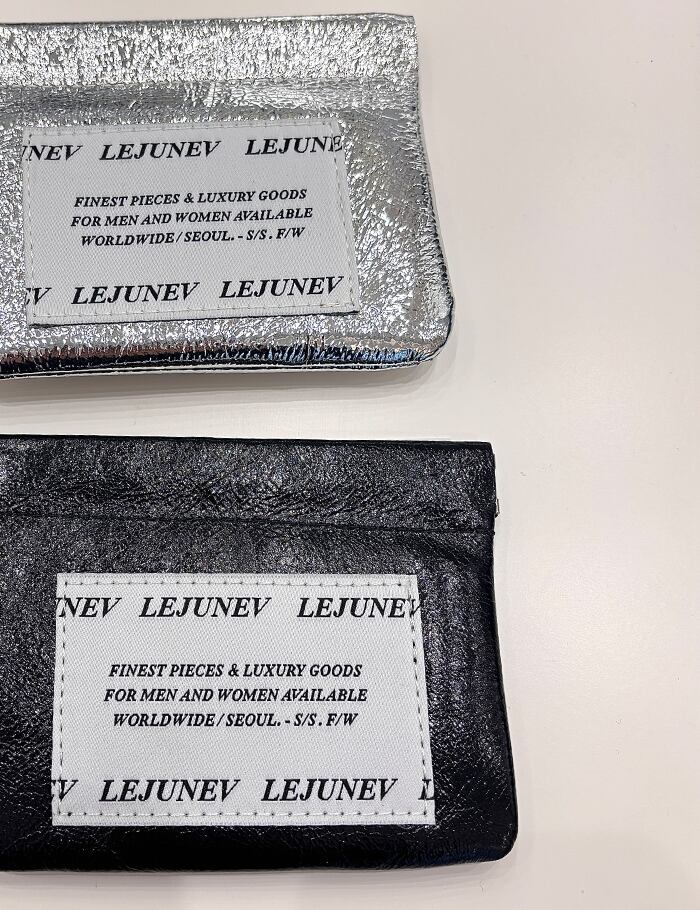 NEV LEJUNEV LEJUNE
FINEST PIECES & LUXURY GOODS
FOR MEN AND WOMEN AVAILABLE
WORLDWIDE / SEOUL. - S/S . F/W
EV LEJUNEV LEJUNEV
NEV LEJUNEV LEJUNEV
FINEST PIECES & LUXURY GOODS
FOR MEN AND WOMEN AVAILABLE
WORLDWIDE / SEOUL. - S/S . F/W
V LEJUNEV LEJUNEV L